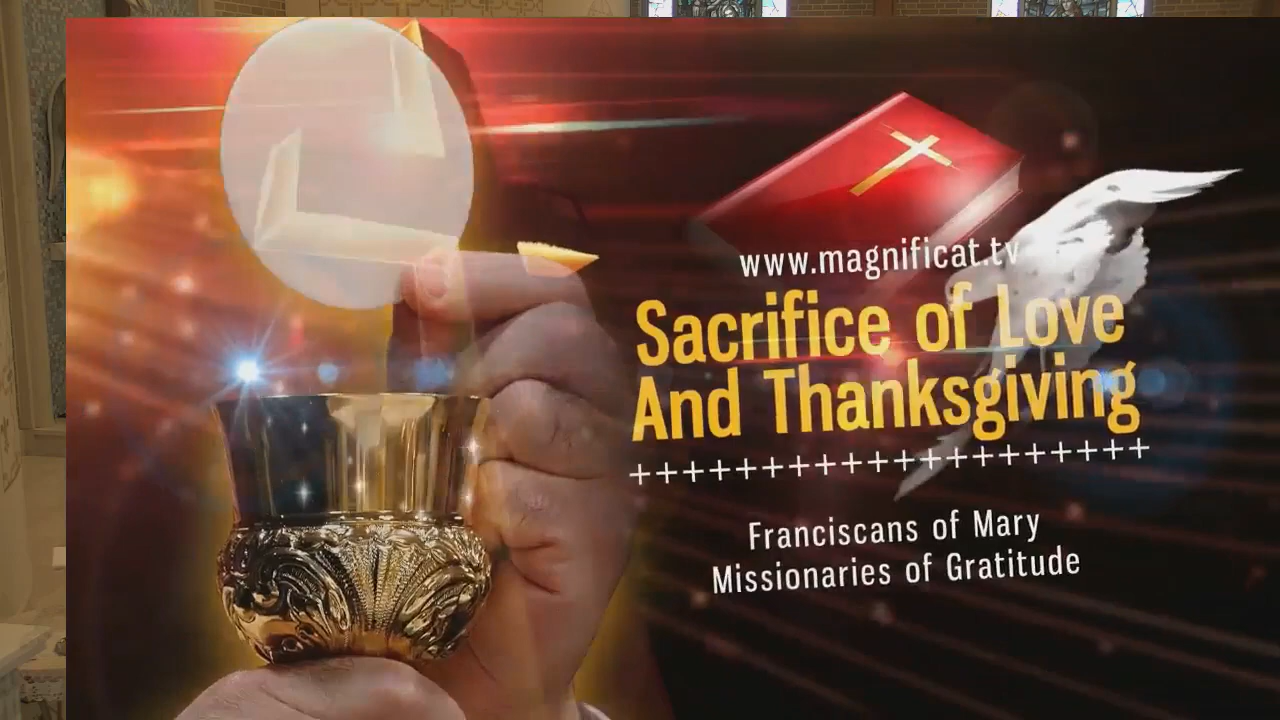 www.magnificat.tv
Sacrifice of Love
And Thanksgiving
++++++++++++++++++++
Franciscans of Mary
Missionaries of Gratitude